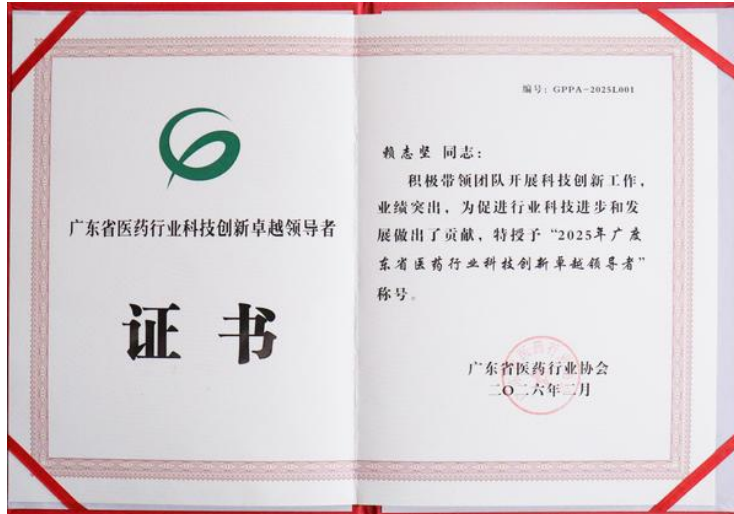 广东省医药行业科技创新卓越领导者
证书
编号：GPPA-2025L001
赖志坚 同志：
积极带领团队开展科技创新工作，
业绩突出，为促进行业科技进步和发
展做出了贡献，特授予“2025年广度
东省医药行业科技创新卓越领导者”
称号。
广东省医药行业协会
二〇二六年二月